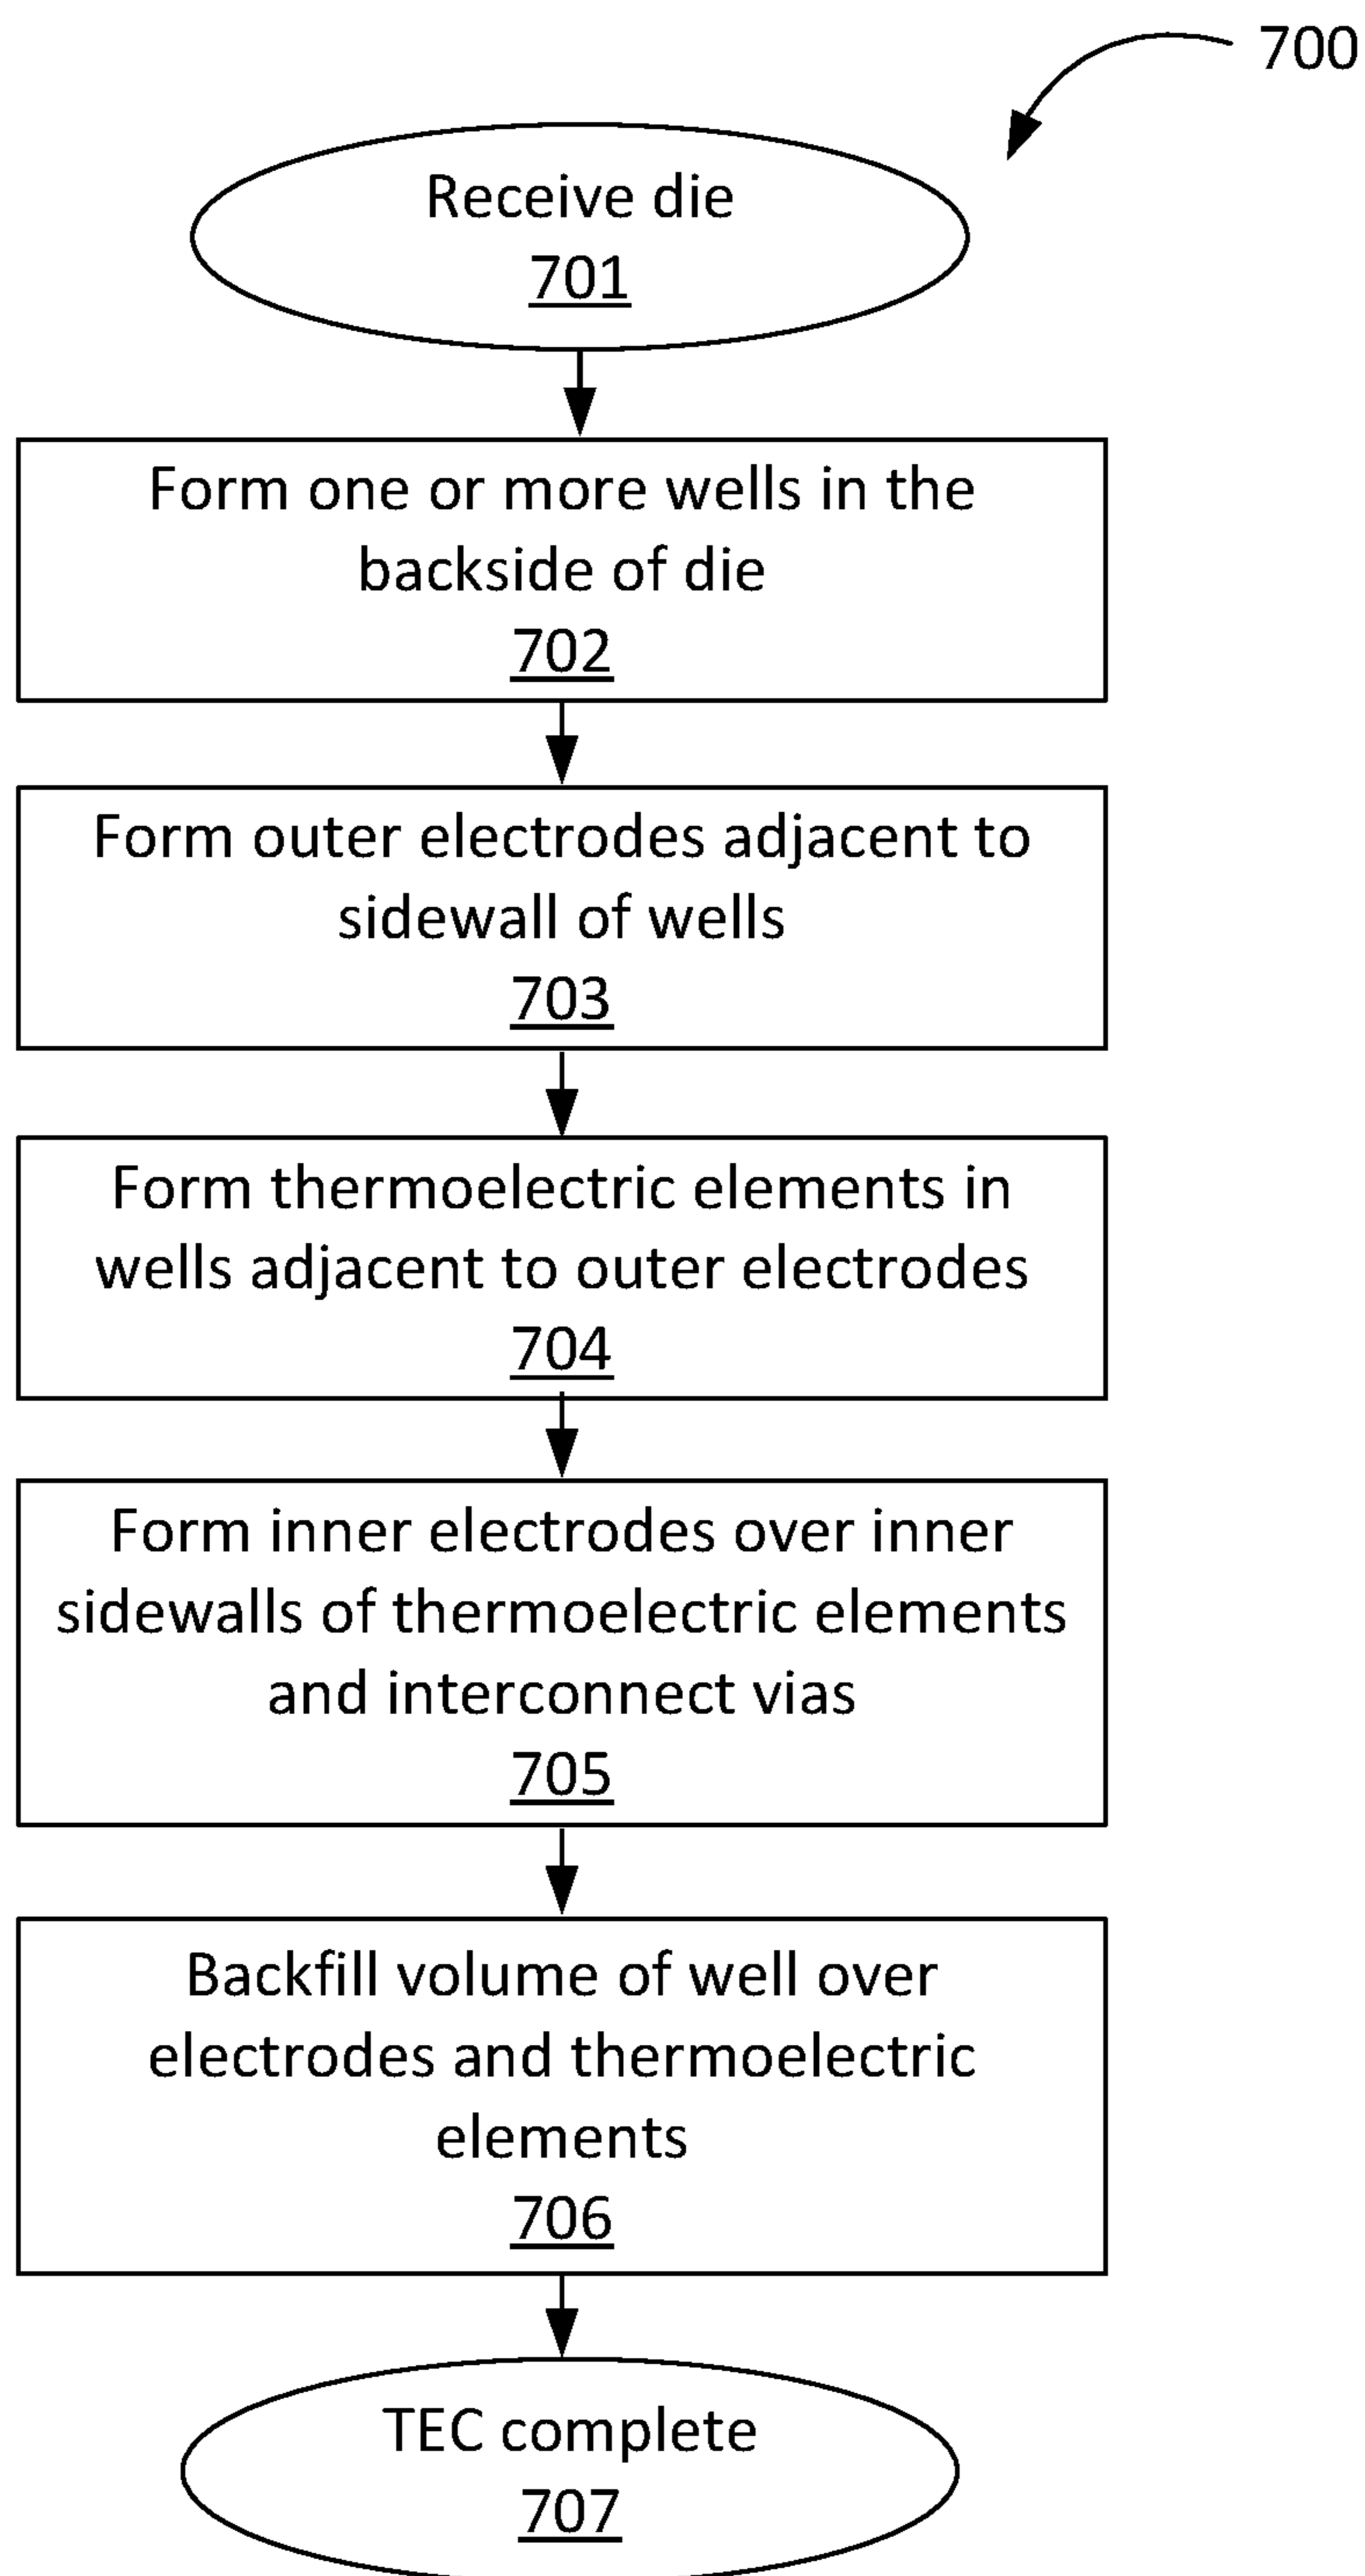 700
Receive die
701
Form one or more wells in the
backside of die
702
Form outer electrodes adjacent to
sidewall of wells
703
Form thermoelectric elements in
wells adjacent to outer electrodes
704
Form inner electrodes over inner
sidewalls of thermoelectric elements
and interconnect vias
705
Backfill volume of well over
electrodes and thermoelectric
elements
706
TEC complete
707